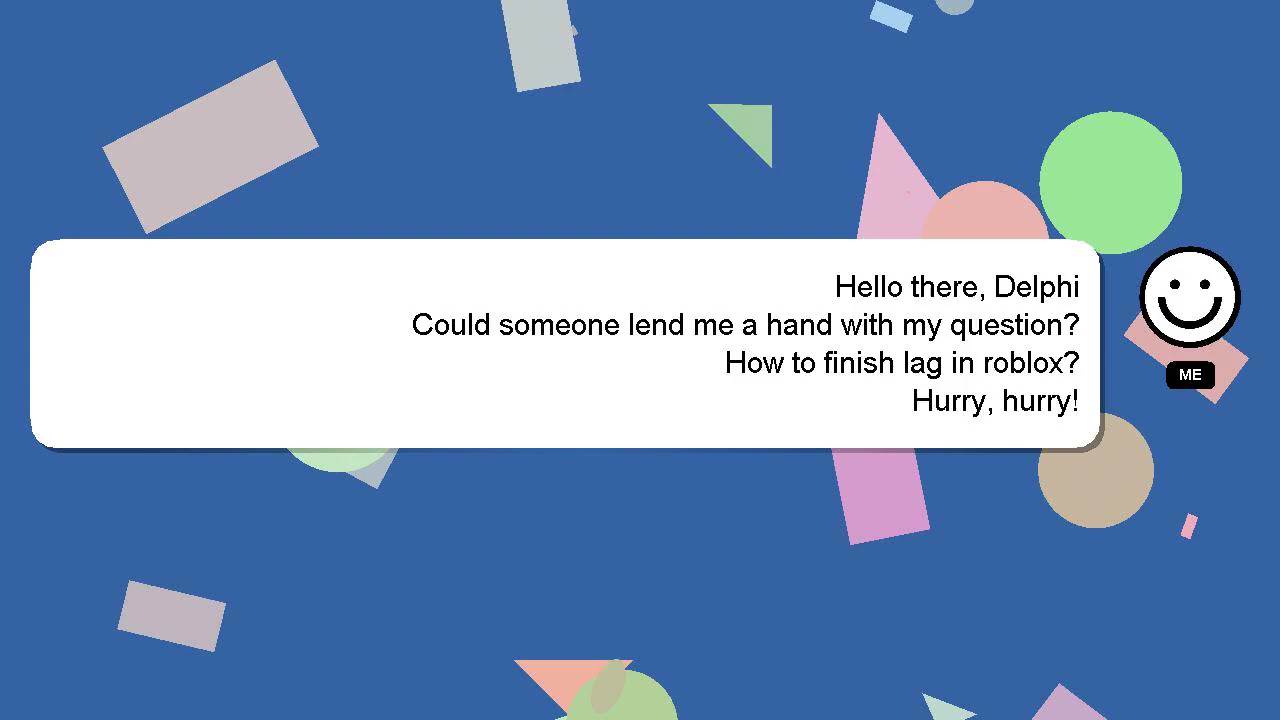 Hello there, Delphi
Could someone lend me a hand with my question?
How to finish lag in roblox?
Hurry, hurry!
ME